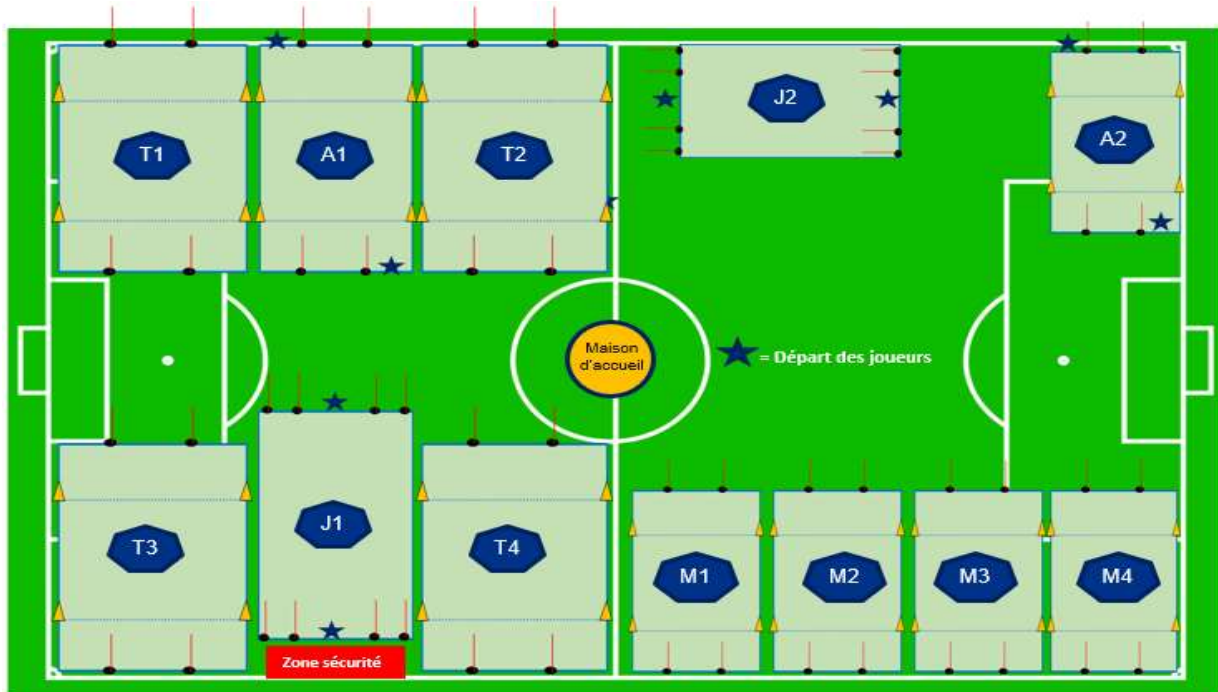 T1
A1
T2
J2
A2
Maison
d'accueil
= Départ des joueurs
T3
J1
T4
M1
M2
M3
M4
Zone sécurité